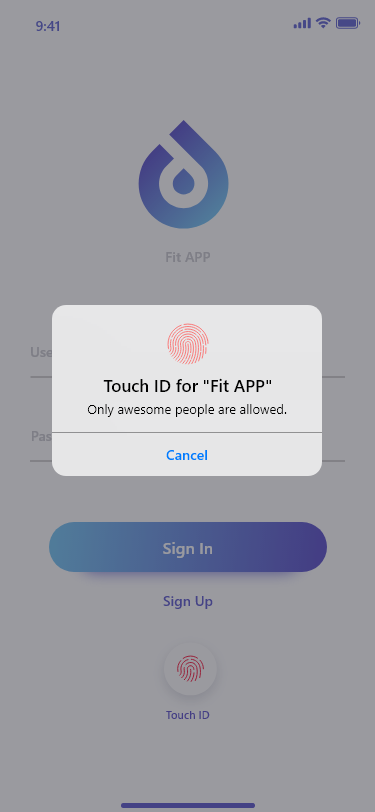 9:41
Fit APP
Use
Touch ID for "Fit APP"
Only awesome people are allowed.
Pas
Cancel
Sign In
Sign Up
Touch ID